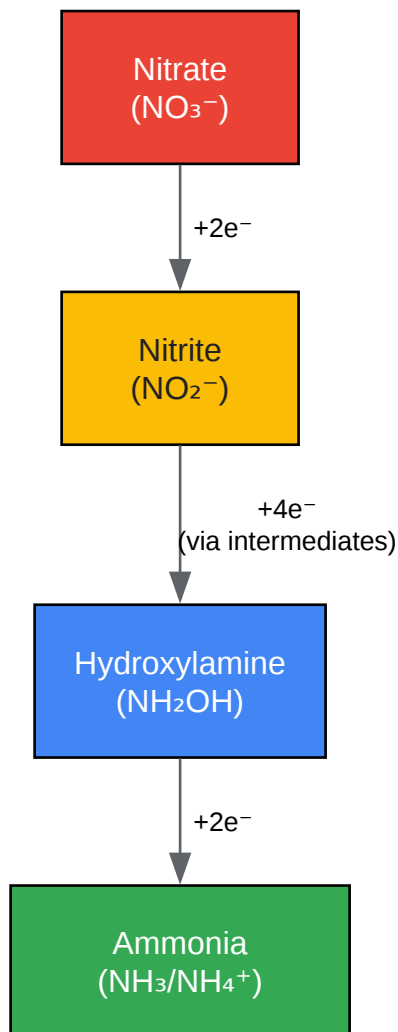 Nitrate
(NO₃⁻)
+2e⁻
Nitrite
(NO₂⁻)
+4e⁻
(via intermediates)
Hydroxylamine
(NH₂OH)
+2e⁻
Ammonia
(NH₃/NH₄⁺)